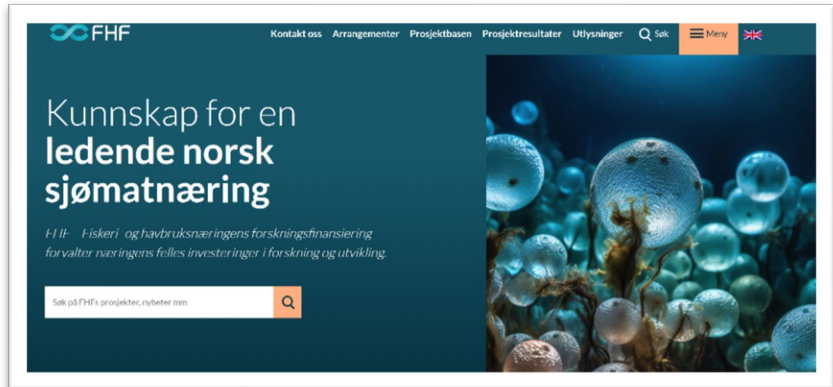 FHF
Kontakt oss Arrangementer Prosjektbasen Prosjektresultater Utlysninger Søk Meny
Kunnskap for en
ledende norsk
sjømatnæring
FHF Fiskeri og havbruksnæringens forskningsfinansiering
forvalter næringens felles investeringer i forskning og utvikling.
Søk på FHFs prosjekter, nyheter mm